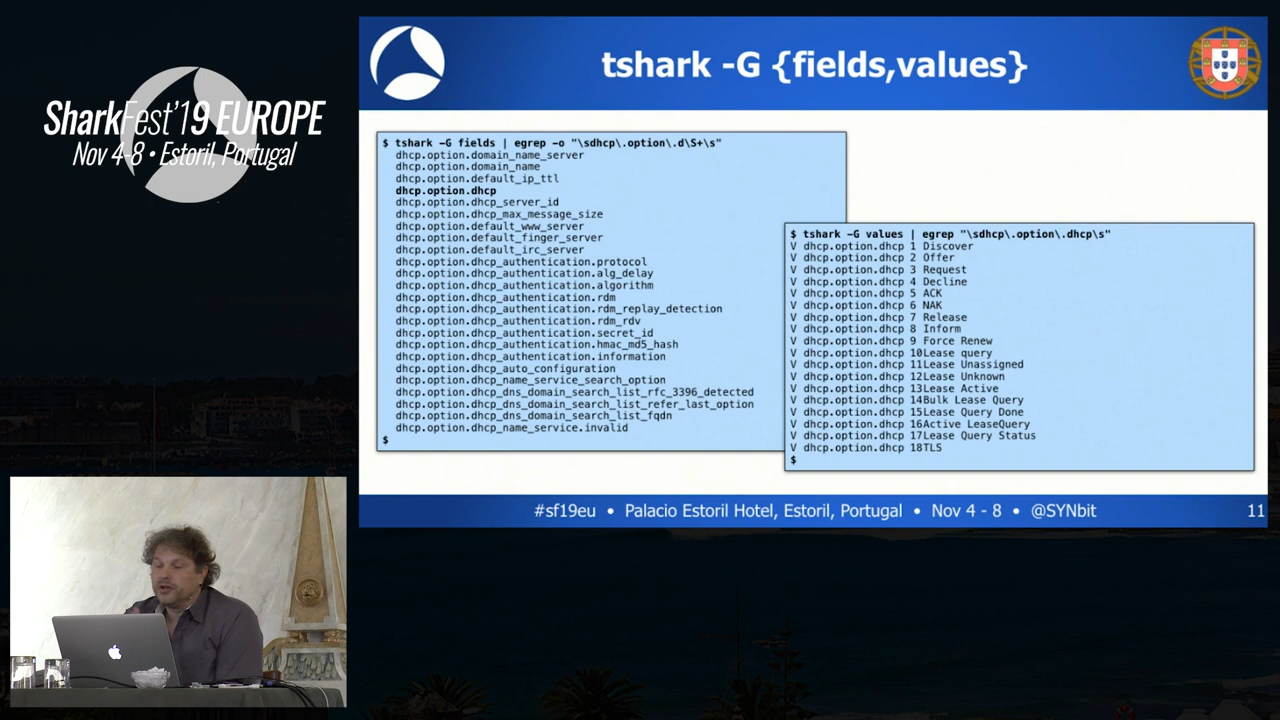 SharkFest'19 EUROPE
Nov 4-8 • Estoril, Portugal
tshark -G {fields,values}
$ tshark -G fields | egrep -o "\sdhcp\.option\.d\S+\s"
dhcp.option.domain_name_server
dhcp.option.domain_name
dhcp.option.default_ip_ttl
dhcp.option.dhcp
dhcp.option.dhcp_server_id
dhcp.option.dhcp_max_message_size
dhcp.option.default_www_server
dhcp.option.default_finger_server
dhcp.option.default_irc_server
dhcp.option.dhcp_authentication.protocol
dhcp.option.dhcp_authentication.alg_delay
dhcp.option.dhcp_authentication.algorithm
dhcp.option.dhcp_authentication.rdm
dhcp.option.dhcp_authentication.rdm_replay_detection
dhcp.option.dhcp_authentication.rdm_rdv
dhcp.option.dhcp_authentication.secret_id
dhcp.option.dhcp_authentication.hmac_md5_hash
dhcp.option.dhcp_authentication.information
dhcp.option.dhcp_auto_configuration
dhcp.option.dhcp_name_service_search_option
dhcp.option.dhcp_dns_domain_search_list_rfc_3396_detected
dhcp.option.dhcp_dns_domain_search_list_refer_last_option
dhcp.option.dhcp_dns_domain_search_list_fqdn
dhcp.option.dhcp_name_service.invalid
$
$ tshark -G values | egrep "\sdhcp\.option\.dhcp\s"
V dhcp.option.dhcp 1 Discover
V dhcp.option.dhcp 2 Offer
V dhcp.option.dhcp 3 Request
V dhcp.option.dhcp 4 Decline
V dhcp.option.dhcp 5 ACK
V dhcp.option.dhcp 6 NAK
V dhcp.option.dhcp 7 Release
V dhcp.option.dhcp 8 Inform
V dhcp.option.dhcp 9 Force Renew
V dhcp.option.dhcp 10Lease query
V dhcp.option.dhcp 11Lease Unassigned
V dhcp.option.dhcp 12Lease Unknown
V dhcp.option.dhcp 13Lease Active
V dhcp.option.dhcp 14Bulk Lease Query
V dhcp.option.dhcp 15Lease Query Done
V dhcp.option.dhcp 16Active LeaseQuery
V dhcp.option.dhcp 17Lease Query Status
V dhcp.option.dhcp 18TLS
$
#sf19eu • Palacio Estoril Hotel, Estoril, Portugal • Nov 4 - 8 • @SYNbit
11